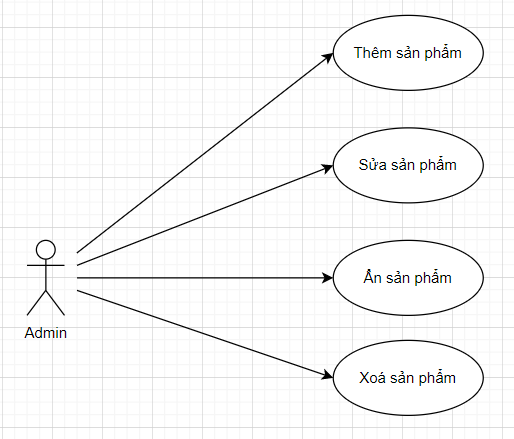 Thêm sản phẩm
Sửa sản phẩm
Ẩn sản phẩm
Xoá sản phẩm
Admin